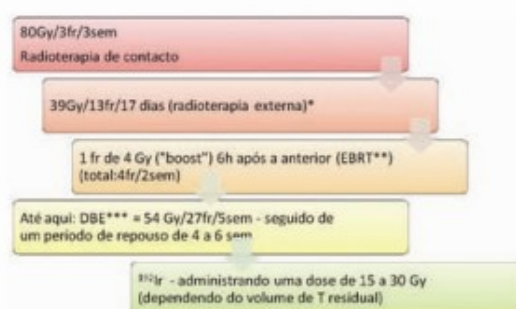 80Gy/3fr/3sem
Radioterapia de contacto
39Gy/13fr/17 dias (radioterapia externa)*
1 fr de 4 Gy ("boost") 6h após a anterior (EBRT**)
(total:4fr/2sem)
Até aqui: DBE*** = 54 Gy/27fr/5sem - seguido de
um período de repouso de 4 a 6 sem
¹⁹²Ir - administrando uma dose de 15 a 30 Gy
(dependendo do volume de T residual)